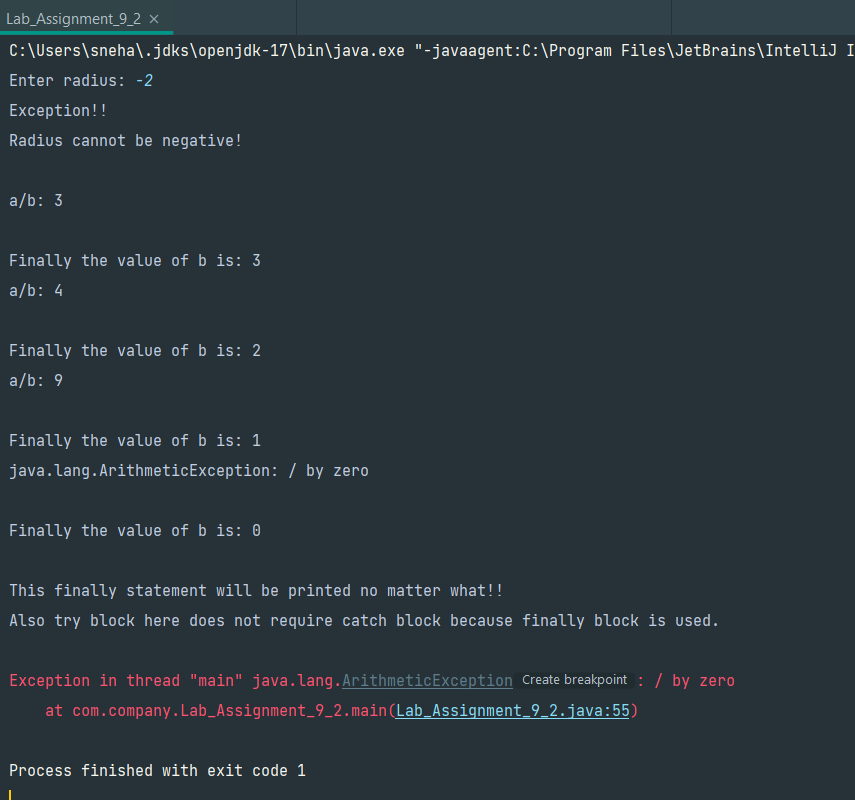 Lab_Assignment_9_2 ×
C:\Users\sneha\.jdks\openjdk-17\bin\java.exe "-javaagent:C:\Program Files\JetBrains\IntelliJ I
Enter radius: -2
Exception!!
Radius cannot be negative!
a/b: 3
Finally the value of b is: 3
a/b: 4
Finally the value of b is: 2
a/b: 9
Finally the value of b is: 1
java.lang.ArithmeticException: / by zero
Finally the value of b is: 0
This finally statement will be printed no matter what!!
Also try block here does not require catch block because finally block is used.
Exception in thread "main" java.lang.ArithmeticException Create breakpoint : / by zero
at com.company.Lab_Assignment_9_2.main(Lab_Assignment_9_2.java:55)
Process finished with exit code 1